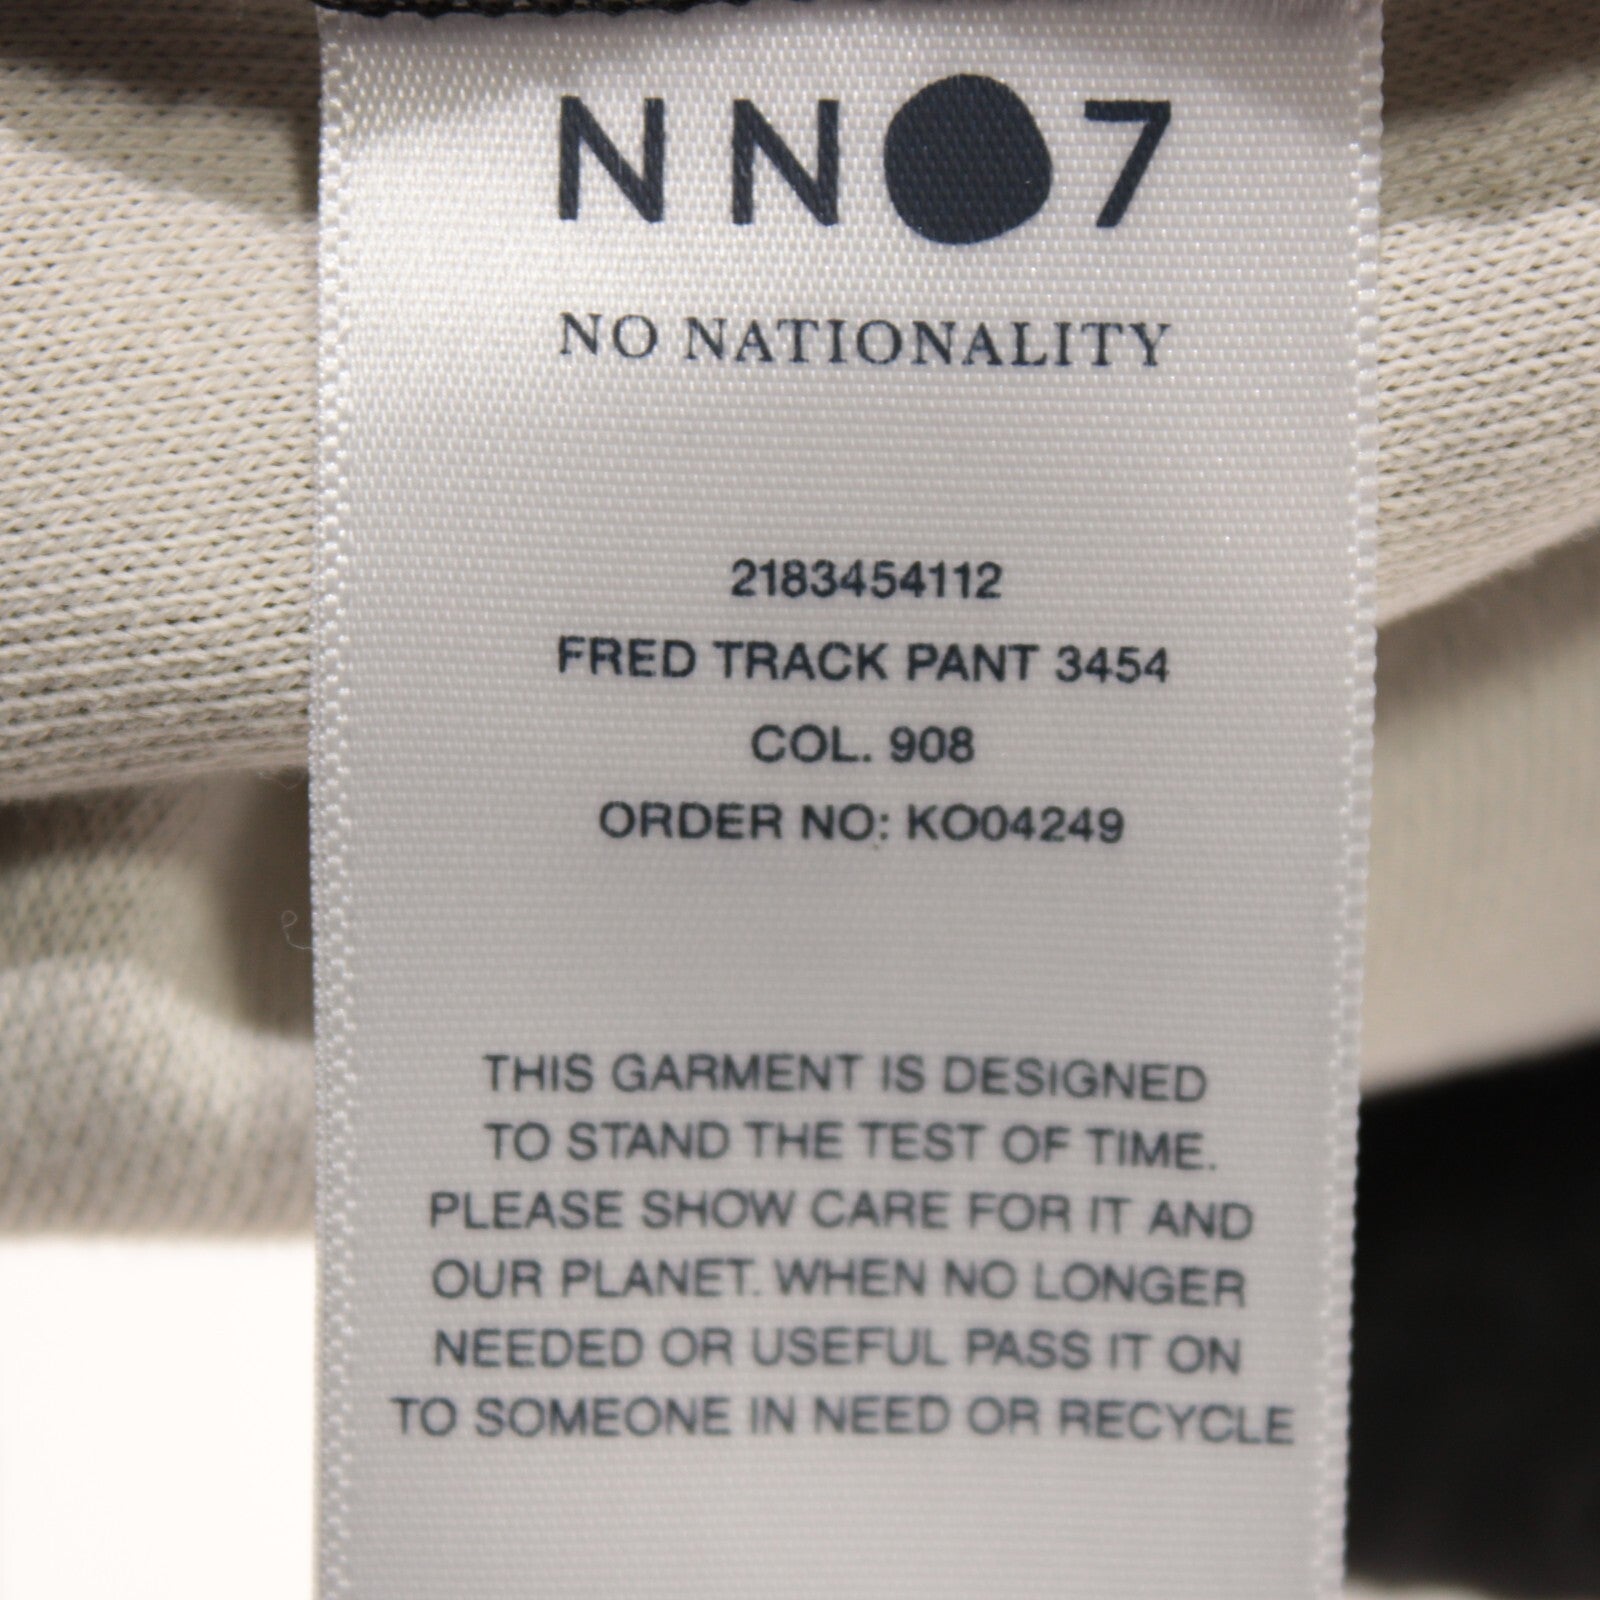 NN●7
NO NATIONALITY
2183454112
FRED TRACK PANT 3454
COL. 908
ORDER NO: KO04249
THIS GARMENT IS DESIGNED
TO STAND THE TEST OF TIME.
PLEASE SHOW CARE FOR IT AND
OUR PLANET. WHEN NO LONGER
NEEDED OR USEFUL PASS IT ON
TO SOMEONE IN NEED OR RECYCLE